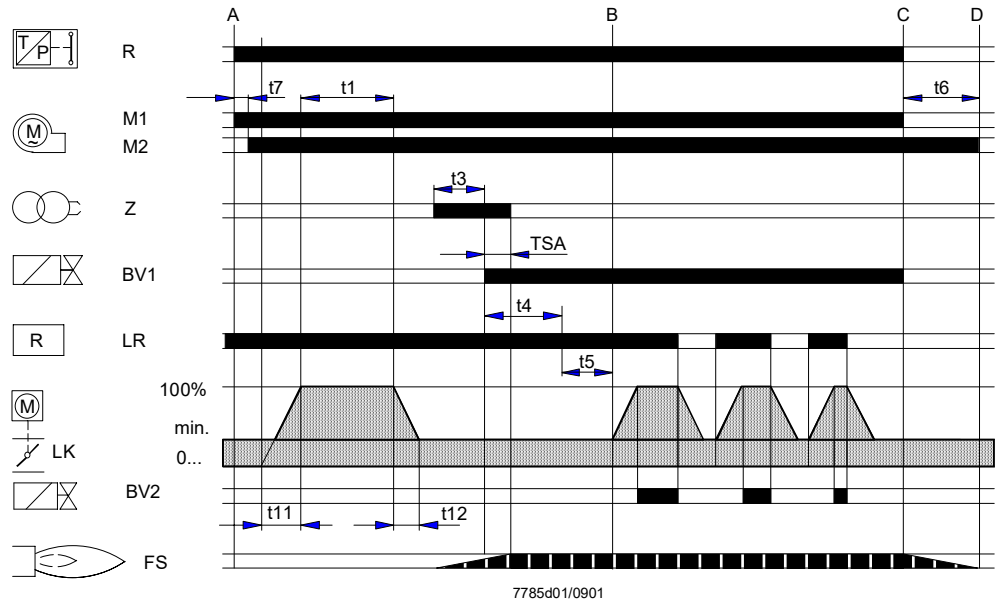 A B C D
T/P R
t7 t1 t6
M ~ M1
M2
t3
Z
TSA
BV1
t4
R LR
t5
100%
M
min.
LK
0...
BV2
t11 t12
FS
7785d01/0901